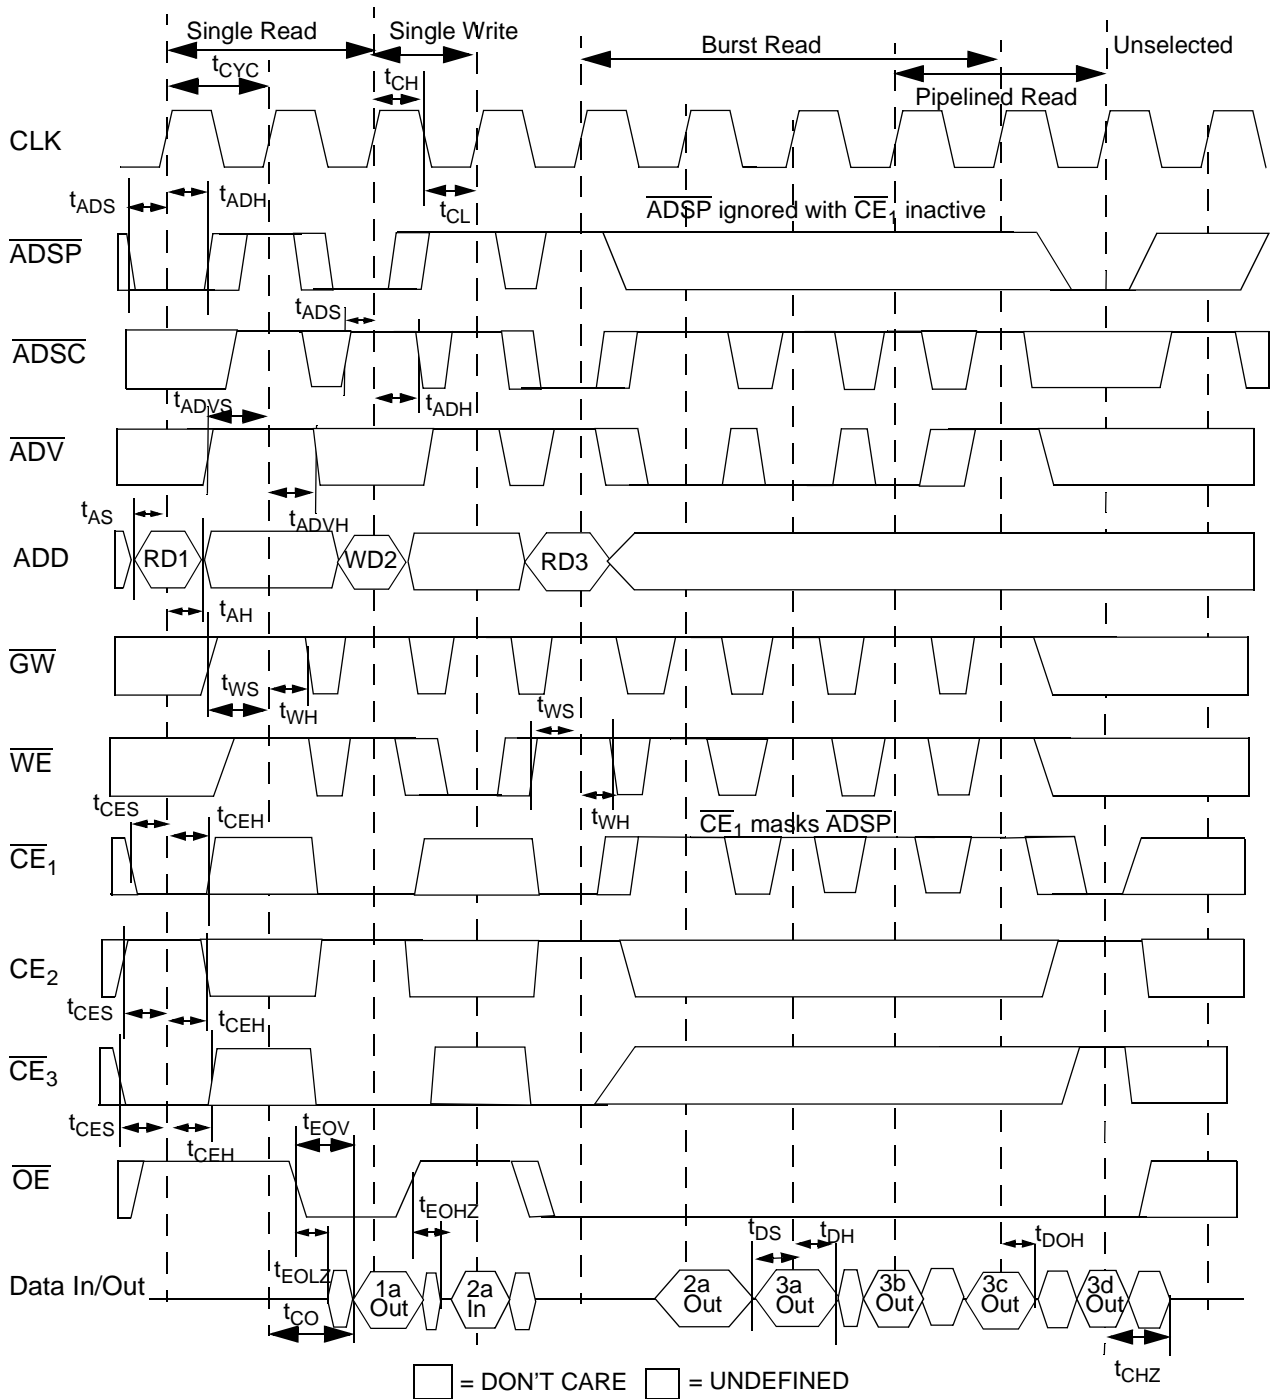 Single Read Single Write Burst Read Unselected
tCYC tCH Pipelined Read
CLK
tADS tADH tCL ADSP ignored with CE1 inactive
ADSP
tADS
ADSC
tADVS tADH
ADV
tAS tADVH
ADD RD1 WD2 RD3
tAH
GW
tWS tWH tWS
WE
tCES tCEH tWH CE1 masks ADSP
CE1
CE2
tCES tCEH
CE3
tCES tCEH tEOV
OE
tEOHZ tDS tDH tDOH
Data In/Out tEOLZ 1a Out 2a In 2a Out 3a Out 3b Out 3c Out 3d Out
tCO tCHZ
= DON'T CARE = UNDEFINED